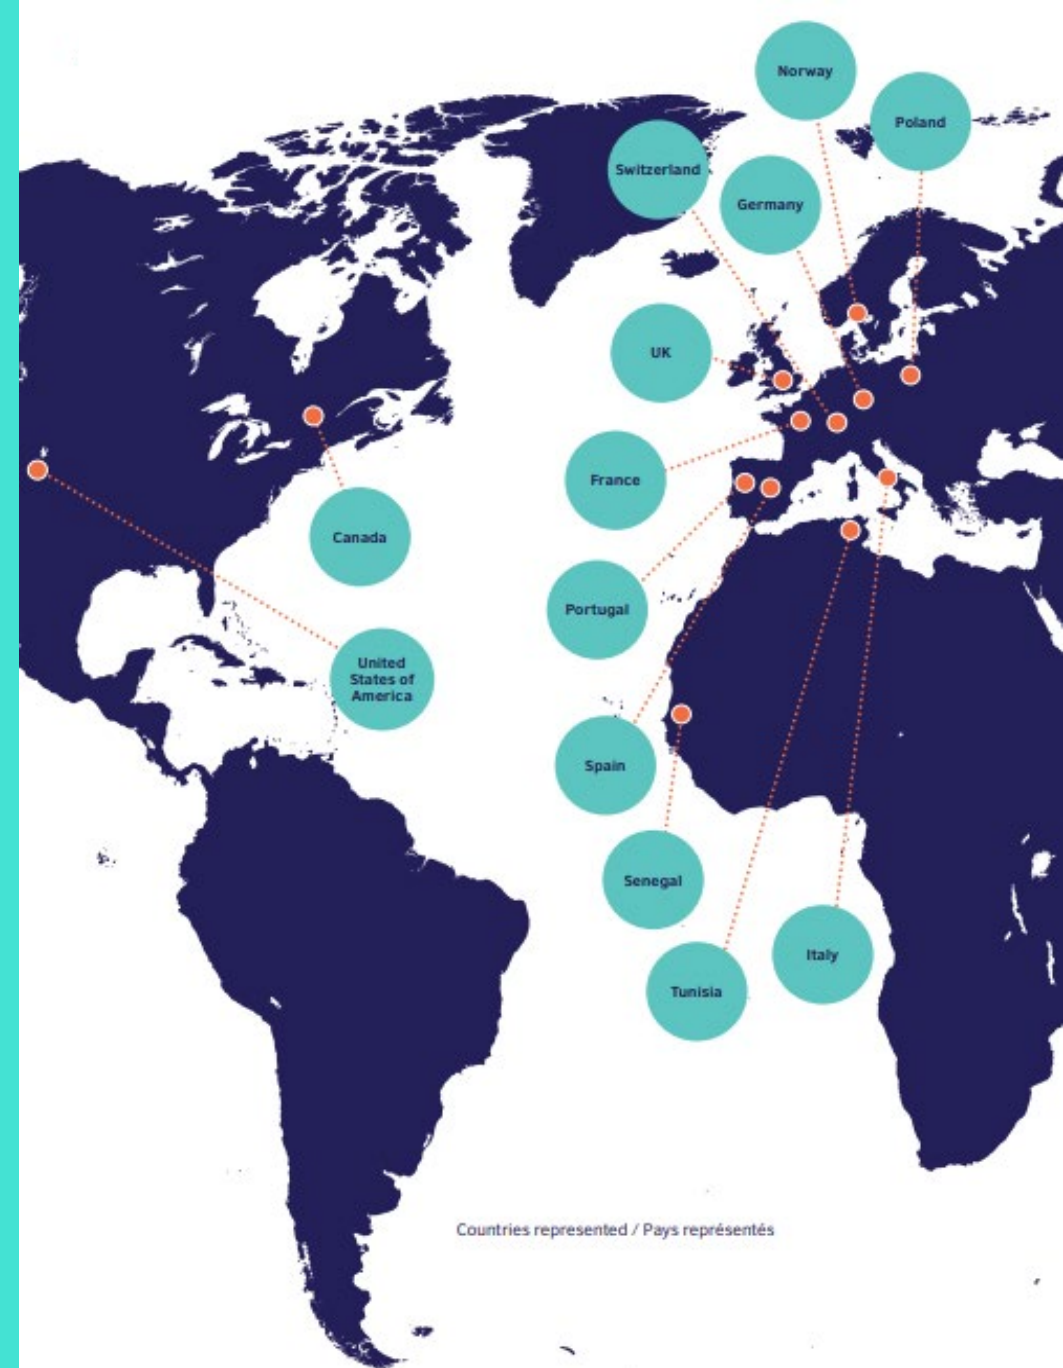 Norway
Poland
Switzerland
Germany
UK
France
Canada
Portugal
United
States of
America
Spain
Senegal
Italy
Tunisia
Countries represented / Pays représentés